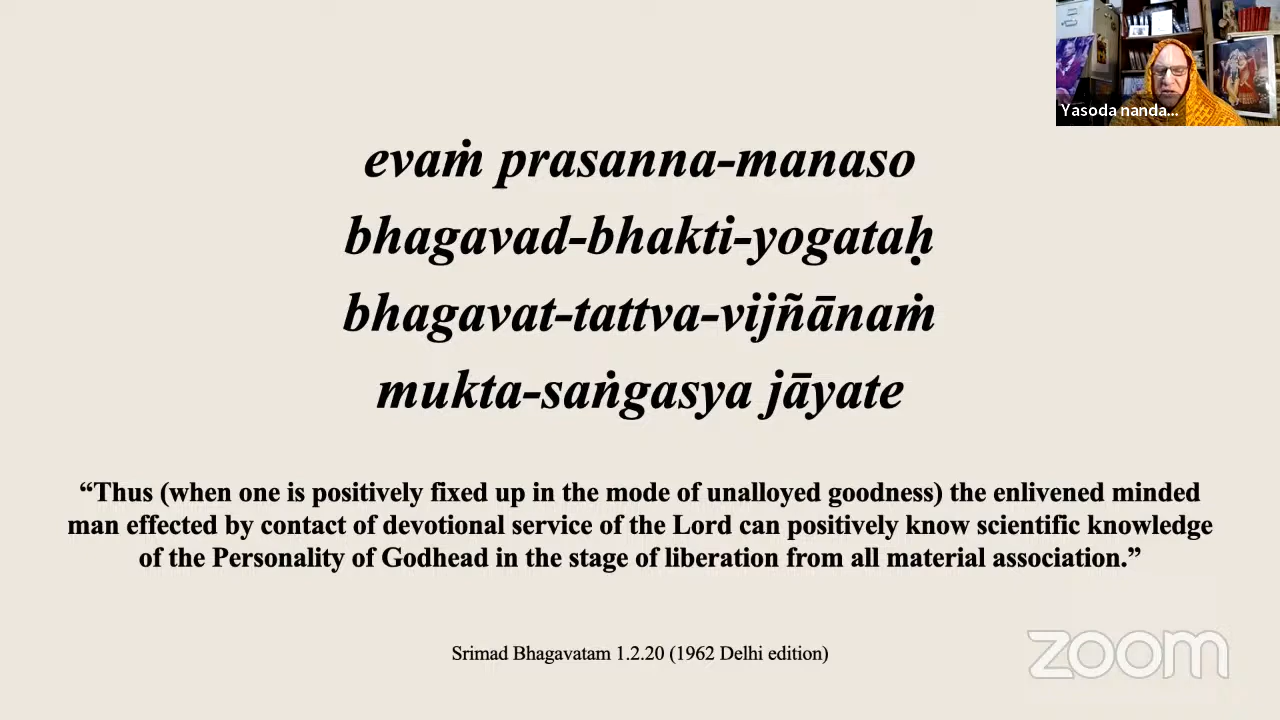 Yasoda nanda...
evaṁ prasanna-manaso
bhagavad-bhakti-yogataḥ
bhagavat-tattva-vijñānaṁ
mukta-saṅgasya jāyate
“Thus (when one is positively fixed up in the mode of unalloyed goodness) the enlivened minded
man effected by contact of devotional service of the Lord can positively know scientific knowledge
of the Personality of Godhead in the stage of liberation from all material association.”
Srimad Bhagavatam 1.2.20 (1962 Delhi edition)
zoom